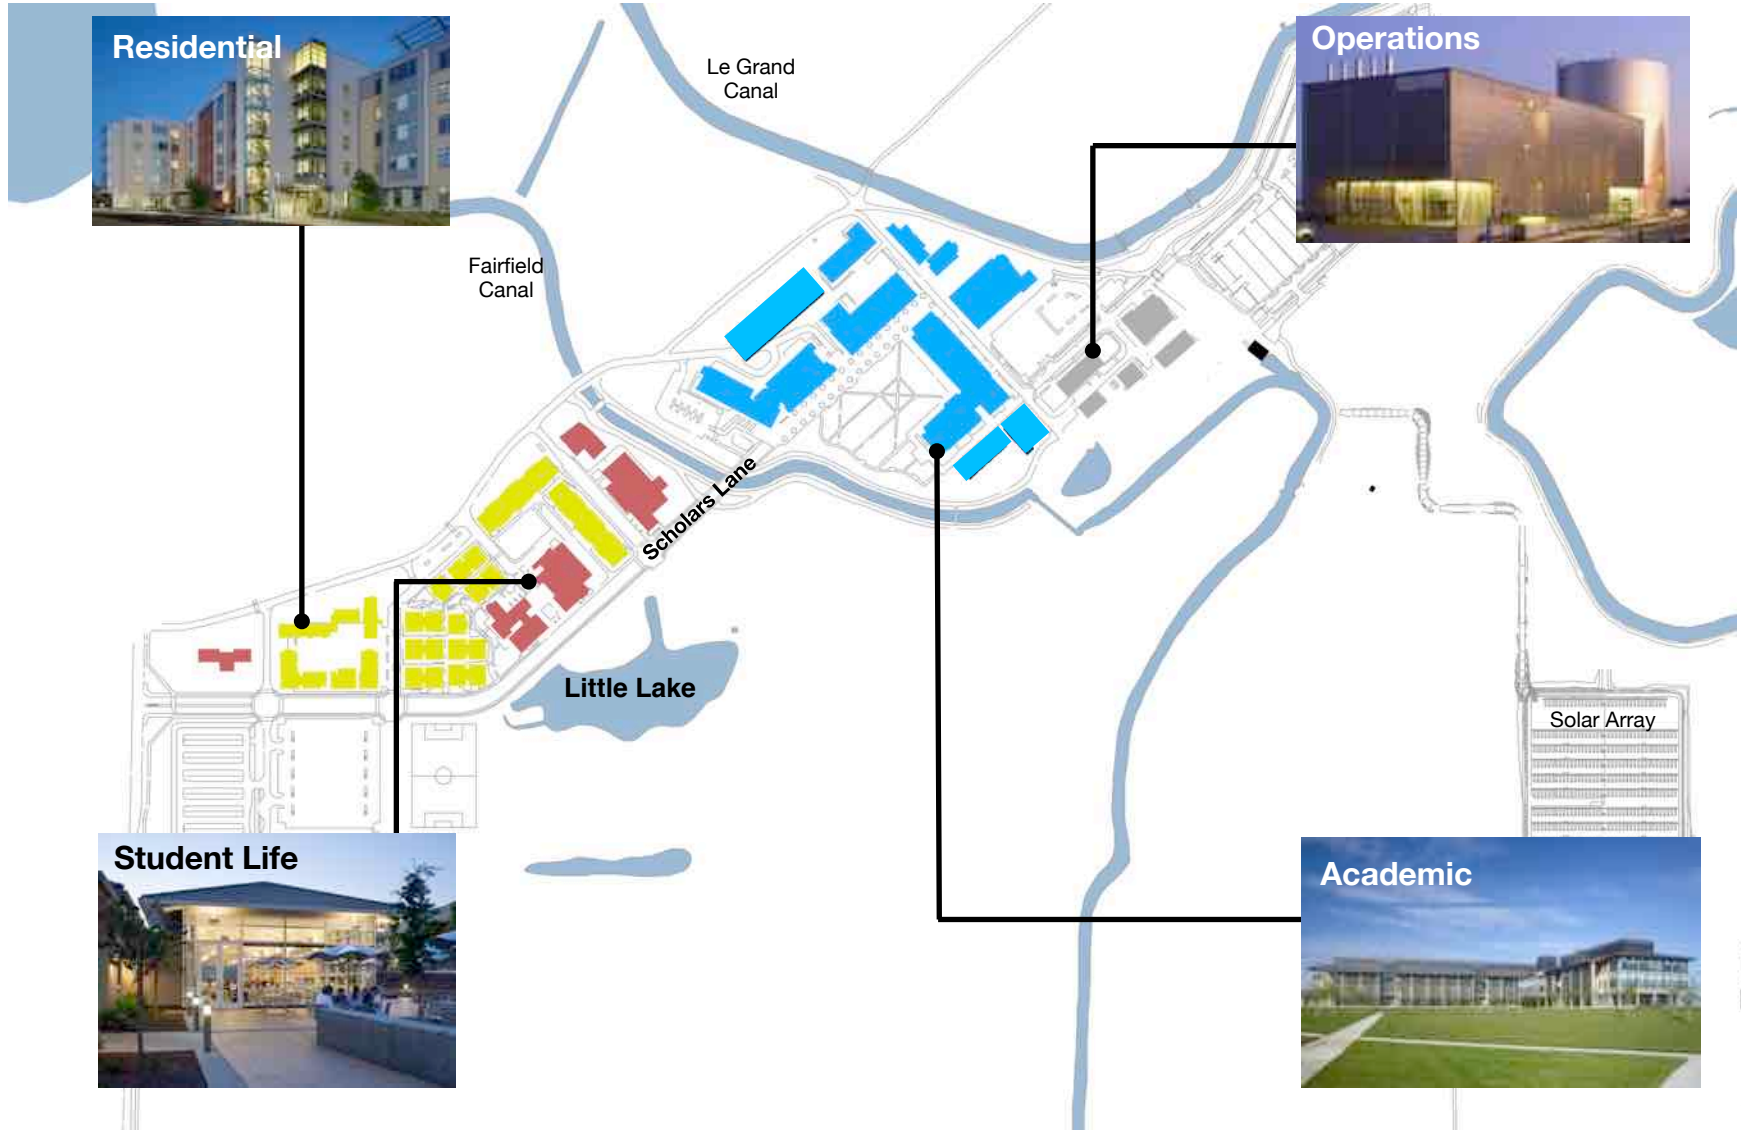 Residential
Operations
Le Grand
Canal
Fairfield
Canal
Scholars Lane
Little Lake
Solar Array
Student Life
Academic